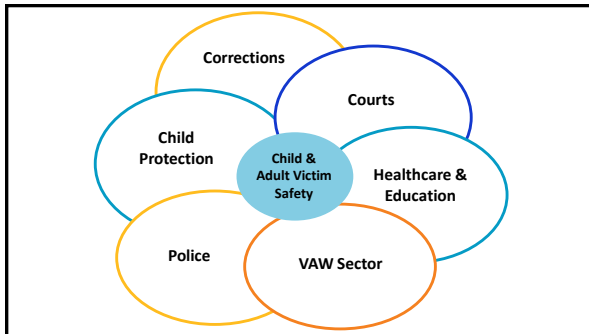 Corrections
Courts
Child
Protection
Child &
Adult Victim
Safety
Healthcare &
Education
Police
VAW Sector